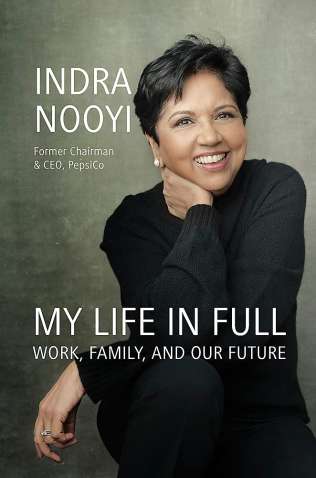 INDRA
NOOYI
Former Chairman
& CEO, PepsiCo
MY LIFE IN FULL
WORK, FAMILY, AND OUR FUTURE